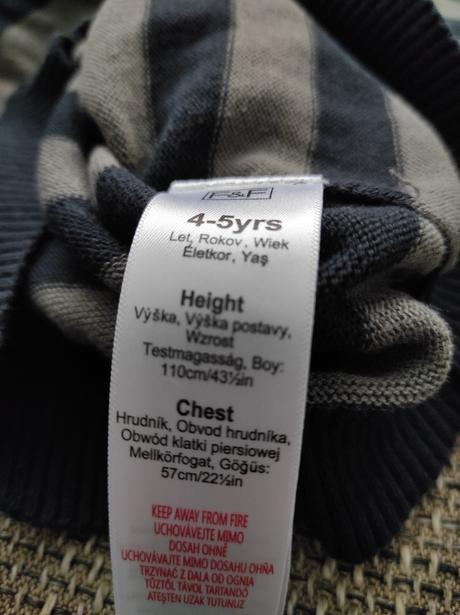 F&F
4-5yrs
Let, Rokov, Wiek
Életkor, Yaş
Height
Výška, Výška postavy,
Wzrost
Testmagasság, Boy:
110cm/43½in
Chest
Hrudník, Obvod hrudníka,
Obwód klatki piersiowej
Mellkörfogat, Göğüs:
57cm/22½in
KEEP AWAY FROM FIRE
UCHOVÁVEJTE MIMO
DOSAH OHNĚ
UCHOVÁVAJTE MIMO DOSAHU OHŇA
TRZYMAĆ Z DALA OD OGNIA
TŰZTŐL TÁVOL TARTANDÓ
ATEŞTEN UZAK TUTUNUZ